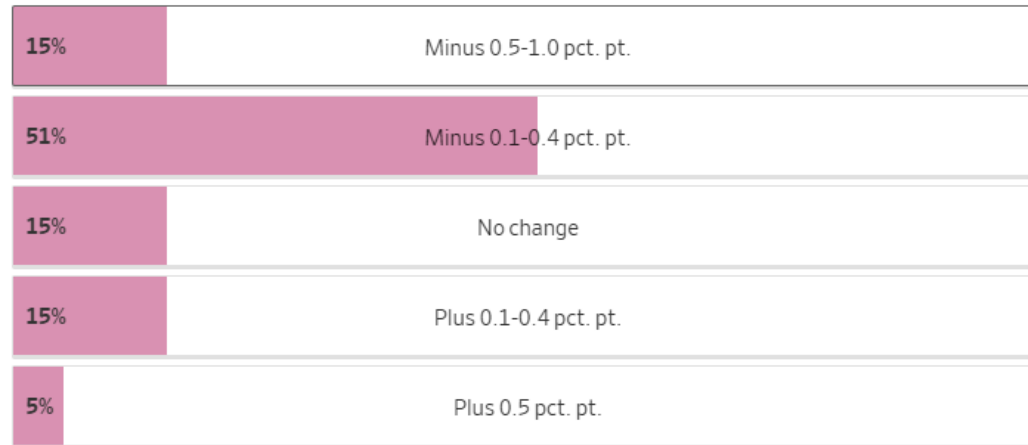 15% Minus 0.5-1.0 pct. pt.
51% Minus 0.1-0.4 pct. pt.
15% No change
15% Plus 0.1-0.4 pct. pt.
5% Plus 0.5 pct. pt.